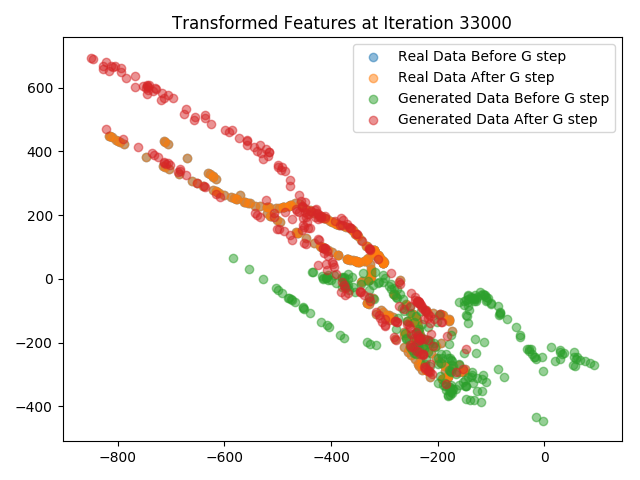 Transformed Features at Iteration 33000
Real Data Before G step
Real Data After G step
Generated Data Before G step
Generated Data After G step
600
400
200
0
−200
−400
−800
−600
−400
−200
0